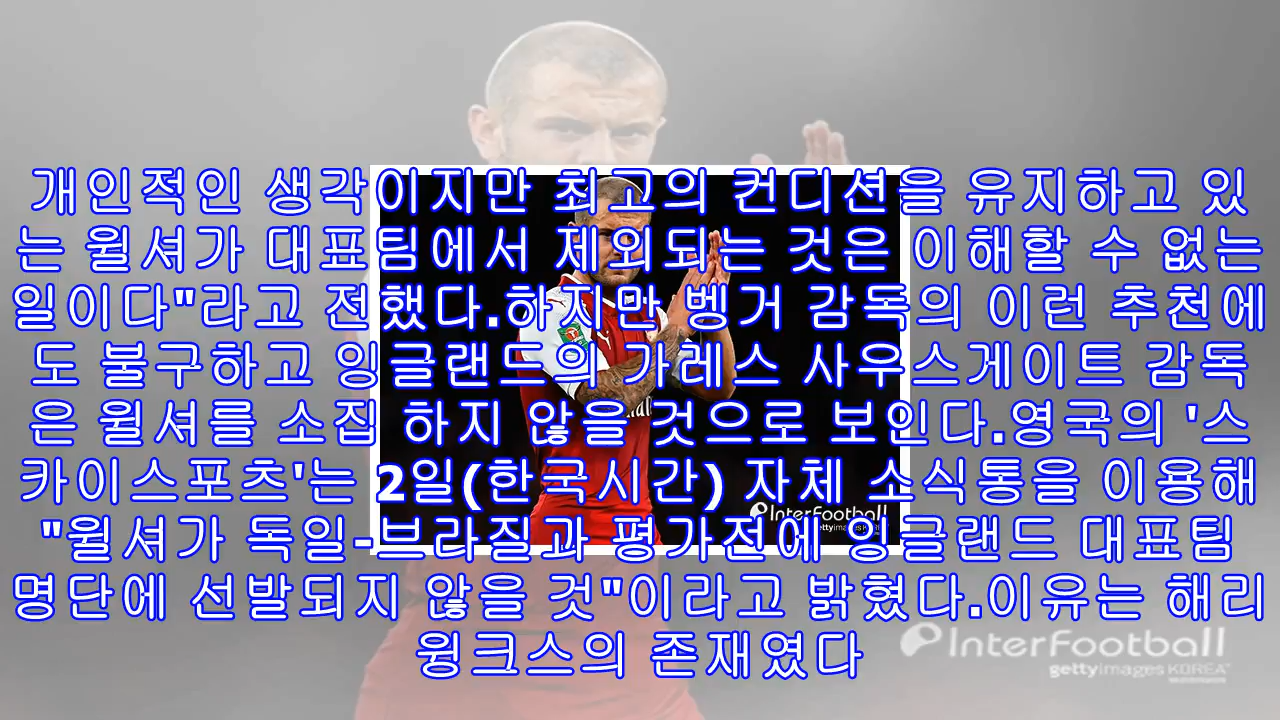 개인적인 생각이지만 최고의 컨디션을 유지하고 있
는 윌셔가 대표팀에서 제외되는 것은 이해할 수 없는
일이다"라고 전했다.하지만 벵거 감독의 이런 추천에
도 불구하고 잉글랜드의 가레스 사우스게이트 감독
은 윌셔를 소집 하지 않을 것으로 보인다.영국의 '스
카이스포츠'는 2일(한국시간) 자체 소식통을 이용해
"윌셔가 독일-브라질과 평가전에 잉글랜드 대표팀
명단에 선발되지 않을 것"이라고 밝혔다.이유는 해리
윙크스의 존재였다
InterFootball
gettyimages KOREA
InterFootball
gettyimages KOREA